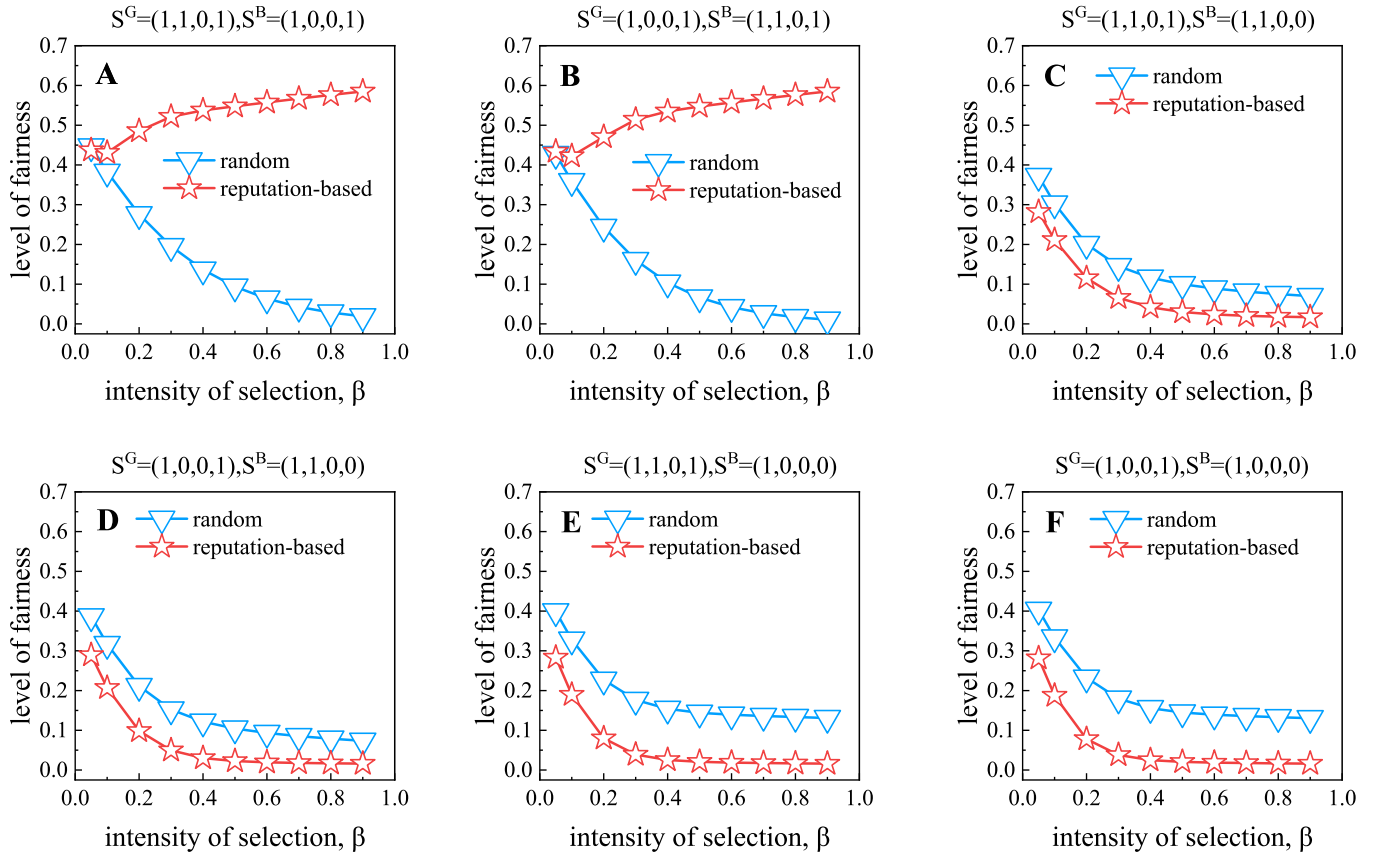 S^G=(1,1,0,1),S^B=(1,0,0,1)
A
level of fairness
0.7
0.6
0.5
0.4
0.3
0.2
0.1
0.0
random
reputation-based
0.0 0.2 0.4 0.6 0.8 1.0
intensity of selection, β
S^G=(1,0,0,1),S^B=(1,1,0,1)
B
level of fairness
0.7
0.6
0.5
0.4
0.3
0.2
0.1
0.0
random
reputation-based
0.0 0.2 0.4 0.6 0.8 1.0
intensity of selection, β
S^G=(1,1,0,1),S^B=(1,1,0,0)
C
level of fairness
0.7
0.6
0.5
0.4
0.3
0.2
0.1
0.0
random
reputation-based
0.0 0.2 0.4 0.6 0.8 1.0
intensity of selection, β
S^G=(1,0,0,1),S^B=(1,1,0,0)
D
level of fairness
0.7
0.6
0.5
0.4
0.3
0.2
0.1
0.0
random
reputation-based
0.0 0.2 0.4 0.6 0.8 1.0
intensity of selection, β
S^G=(1,1,0,1),S^B=(1,0,0,0)
E
level of fairness
0.7
0.6
0.5
0.4
0.3
0.2
0.1
0.0
random
reputation-based
0.0 0.2 0.4 0.6 0.8 1.0
intensity of selection, β
S^G=(1,0,0,1),S^B=(1,0,0,0)
F
level of fairness
0.7
0.6
0.5
0.4
0.3
0.2
0.1
0.0
random
reputation-based
0.0 0.2 0.4 0.6 0.8 1.0
intensity of selection, β